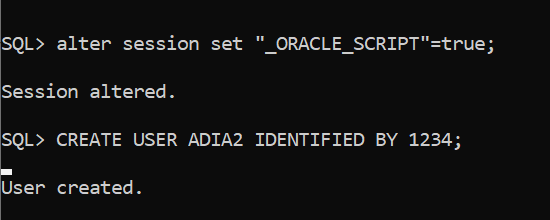 SQL> alter session set "_ORACLE_SCRIPT"=true;
Session altered.
SQL> CREATE USER ADIA2 IDENTIFIED BY 1234;
User created.